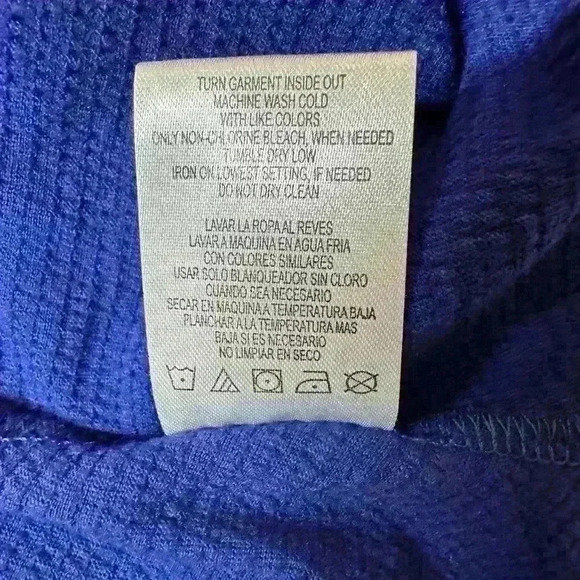 TURN GARMENT INSIDE OUT
MACHINE WASH COLD
WITH LIKE COLORS
ONLY NON-CHLORINE BLEACH, WHEN NEEDED
TUMBLE DRY LOW
IRON ON LOWEST SETTING, IF NEEDED
DO NOT DRY CLEAN
LAVAR LA ROPA AL REVES
LAVAR A MAQUINA EN AGUA FRIA
CON COLORES SIMILARES
USAR SOLO BLANQUEADOR SIN CLORO
CUANDO SEA NECESARIO
SECAR EN MAQUINA A TEMPERATURA BAJA
PLANCHAR A LA TEMPERATURA MAS
BAJA SI ES NECESARIO
NO LIMPIAR EN SECO